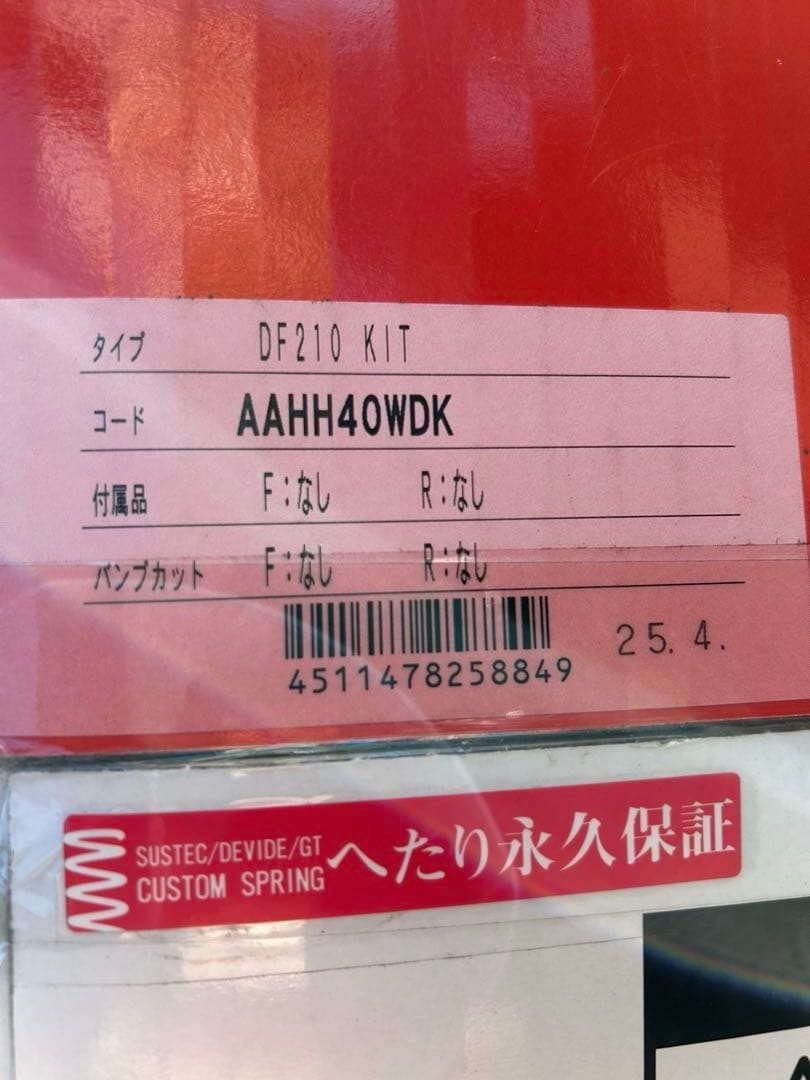 タイプ DF210 KIT
コード AAHH40WDK
付属品 F:なし R:なし
バンプカット F:なし R:なし
4511478258849
25.4.
SUSTEC/DEVIDE/GT
CUSTOM SPRING
へたり永久保証